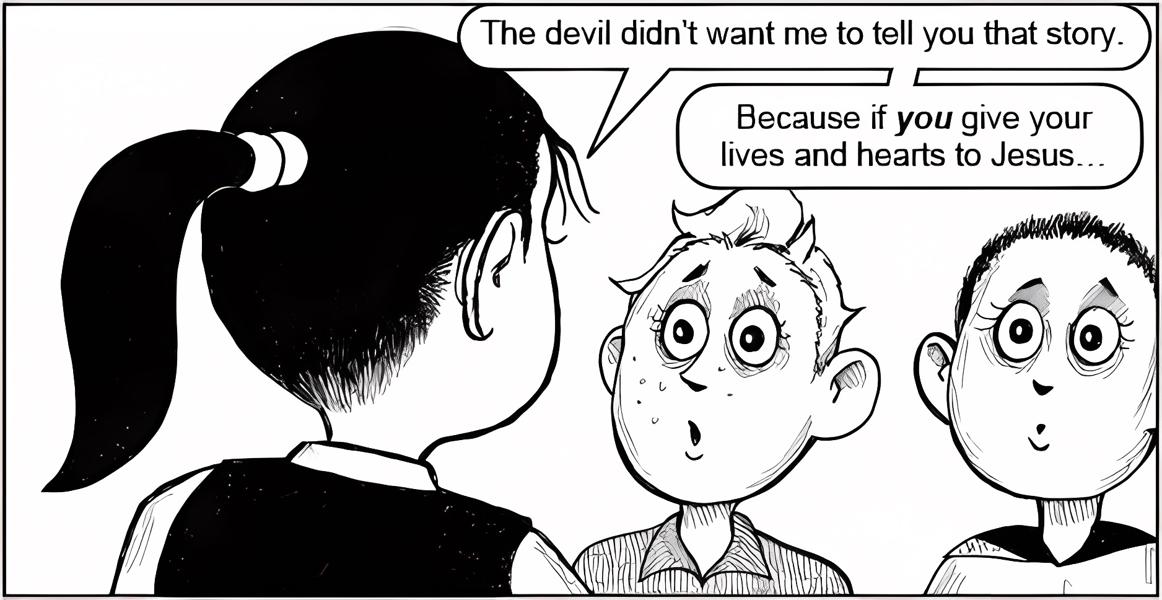 The devil didn't want me to tell you that story.
Because if you give your
lives and hearts to Jesus...